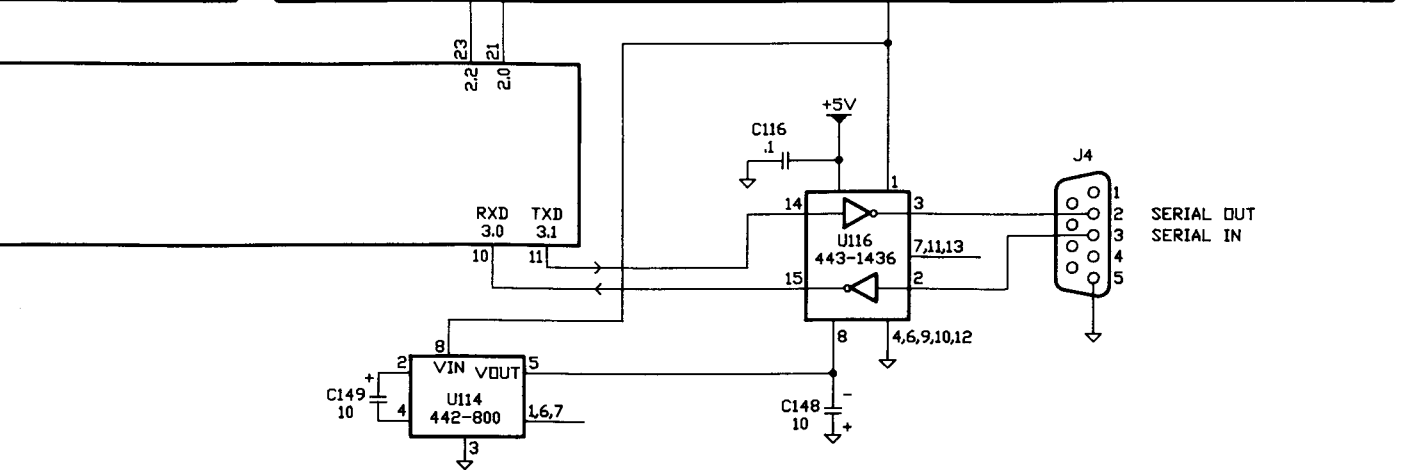 23
21
2.2
2.0
+5V
C116
.1
J4
1
1
14
3
2
SERIAL OUT
RXD
TXD
3.0
3.1
U116
443-1436
3
SERIAL IN
7,11,13
4
10
11
15
2
5
8
4,6,9,10,12
8
2
VIN
VOUT
5
+
C149
10
U114
442-800
4
1,6,7
3
C148
10
-
+